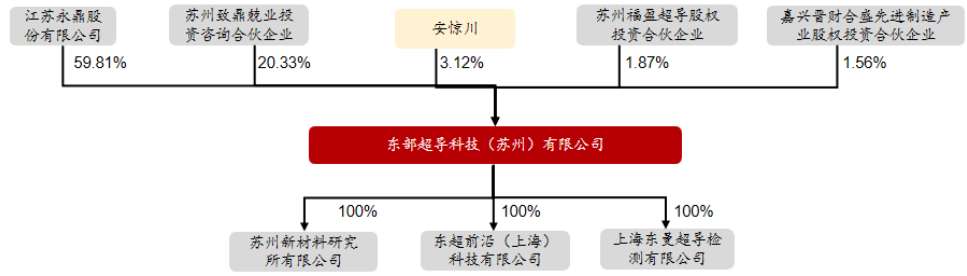 江苏永鼎股
份有限公司
苏州致鼎兢业投
资咨询合伙企业
安惊川
苏州福盈超导股权
投资合伙企业
嘉兴晋财合盛先进制造产
业股权投资合伙企业
59.81%
20.33%
3.12%
1.87%
1.56%
东部超导科技（苏州）有限公司
100%
100%
100%
苏州新材料研究
所有限公司
东超前沿（上海）
科技有限公司
上海东曼超导检
测有限公司